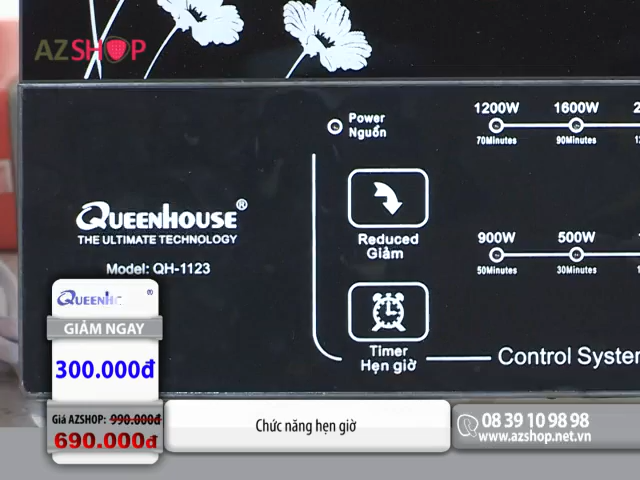 AZSHOP
Power
Nguồn
1200W
1600W
70Minutes
90Minutes
QUEENHOUSE®
THE ULTIMATE TECHNOLOGY
Model: QH-1123
Reduced
Giảm
900W
500W
50Minutes
30Minutes
Timer
Hẹn giờ
Control System
GIẢM NGAY
300.000đ
Giá AZSHOP: 990.000đ
690.000đ
Chức năng hẹn giờ
08 39 10 98 98
www.azshop.net.vn